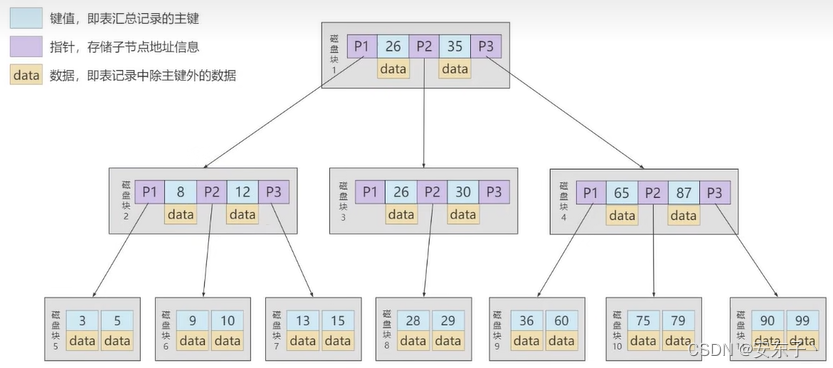 键值，即表汇总记录的主键
指针，存储子节点地址信息
data 数据，即表记录中除主键外的数据
磁盘块1 P1 26 P2 35 P3
data data
磁盘块2 P1 8 P2 12 P3
data data
磁盘块3 P1 26 P2 30 P3
data data
磁盘块4 P1 65 P2 87 P3
data data
磁盘块5 3 5
data data
磁盘块6 9 10
data data
磁盘块7 13 15
data data
磁盘块8 28 29
data data
磁盘块9 36 60
data data
磁盘块10 75 79
data data
磁盘块 90 99
data data
CSDN @安东子